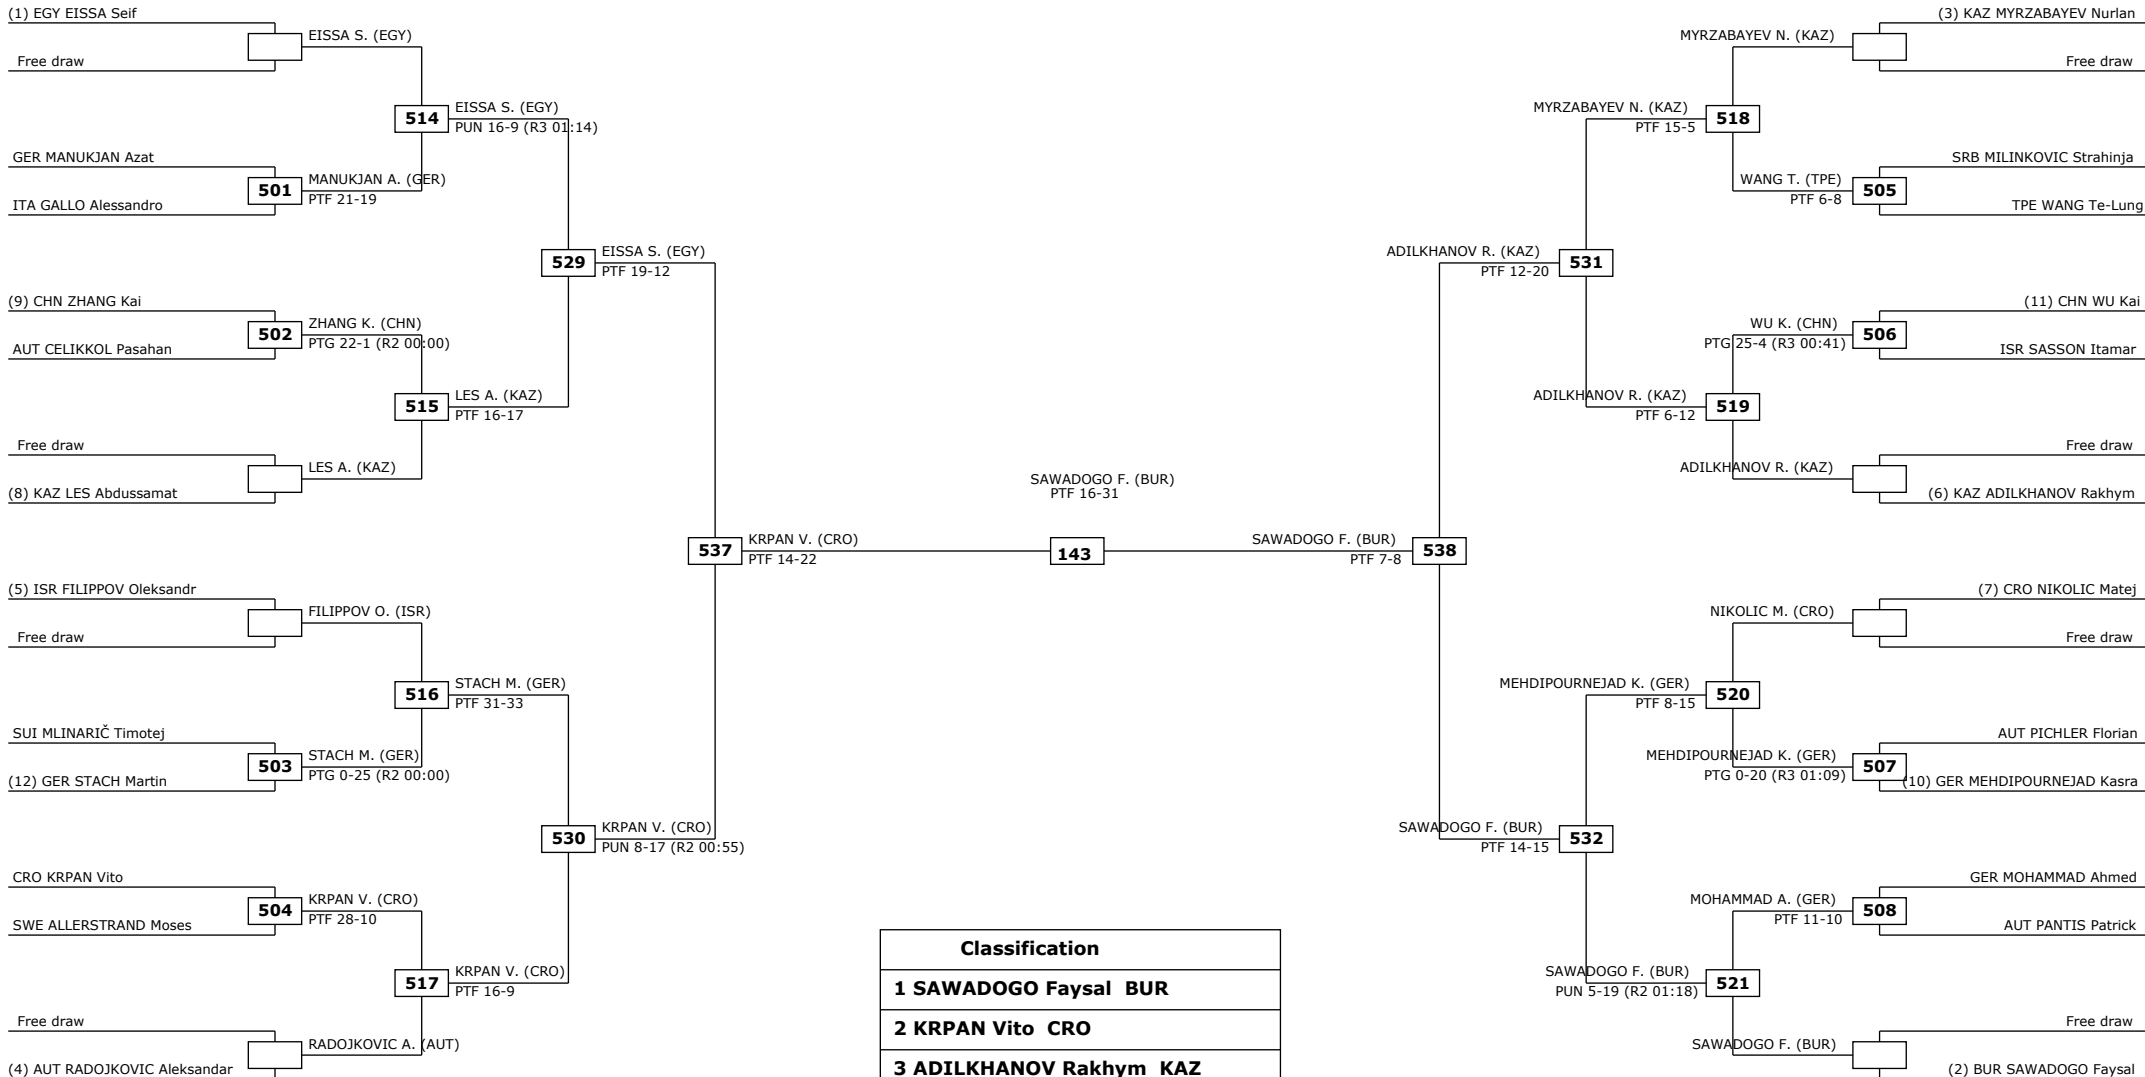 (1) EGY EISSA Seif
EISSA S. (EGY)
Free draw
EISSA S. (EGY)
514
PUN 16-9 (R3 01:14)
GER MANUKJAN Azat
MANUKJAN A. (GER)
501
PTF 21-19
ITA GALLO Alessandro
EISSA S. (EGY)
529
PTF 19-12
(9) CHN ZHANG Kai
ZHANG K. (CHN)
502
PTG 22-1 (R2 00:00)
AUT CELIKKOL Pasahan
LES A. (KAZ)
515
PTF 16-17
Free draw
LES A. (KAZ)
(8) KAZ LES Abdussamat
KRPAN V. (CRO)
537
PTF 14-22
(5) ISR FILIPPOV Oleksandr
FILIPPOV O. (ISR)
Free draw
STACH M. (GER)
516
PTF 31-33
SUI MLINARIČ Timotej
STACH M. (GER)
503
PTG 0-25 (R2 00:00)
(12) GER STACH Martin
KRPAN V. (CRO)
530
PUN 8-17 (R2 00:55)
CRO KRPAN Vito
KRPAN V. (CRO)
504
PTF 28-10
SWE ALLERSTRAND Moses
KRPAN V. (CRO)
517
PTF 16-9
Free draw
RADOJKOVIC A. (AUT)
(4) AUT RADOJKOVIC Aleksandar
SAWADOGO F. (BUR)
PTF 16-31
143
Classification
1 SAWADOGO Faysal BUR
2 KRPAN Vito CRO
3 ADILKHANOV Rakhym KAZ
(3) KAZ MYRZABAYEV Nurlan
MYRZABAYEV N. (KAZ)
Free draw
MYRZABAYEV N. (KAZ)
518
PTF 15-5
SRB MILINKOVIC Strahinja
WANG T. (TPE)
505
PTF 6-8
TPE WANG Te-Lung
ADILKHANOV R. (KAZ)
531
PTF 12-20
(11) CHN WU Kai
WU K. (CHN)
506
PTG 25-4 (R3 00:41)
ISR SASSON Itamar
ADILKHANOV R. (KAZ)
519
PTF 6-12
Free draw
ADILKHANOV R. (KAZ)
(6) KAZ ADILKHANOV Rakhym
SAWADOGO F. (BUR)
538
PTF 7-8
(7) CRO NIKOLIC Matej
NIKOLIC M. (CRO)
Free draw
MEHDIPOURNEJAD K. (GER)
520
PTF 8-15
AUT PICHLER Florian
MEHDIPOURNEJAD K. (GER)
507
PTG 0-20 (R3 01:09)
(10) GER MEHDIPOURNEJAD Kasra
SAWADOGO F. (BUR)
532
PTF 14-15
GER MOHAMMAD Ahmed
MOHAMMAD A. (GER)
508
PTF 11-10
AUT PANTIS Patrick
SAWADOGO F. (BUR)
521
PUN 5-19 (R2 01:18)
Free draw
SAWADOGO F. (BUR)
(2) BUR SAWADOGO Faysal